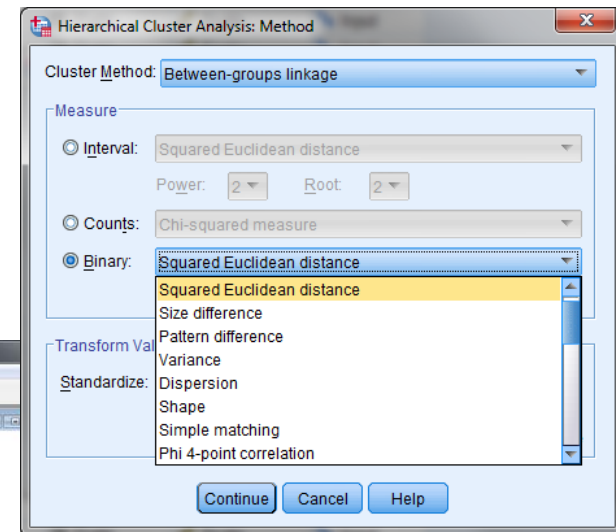 Hierarchical Cluster Analysis: Method
Cluster Method: Between-groups linkage
Measure
Interval: Squared Euclidean distance
Power: 2 Root: 2
Counts: Chi-squared measure
Binary: Squared Euclidean distance
Squared Euclidean distance
Size difference
Pattern difference
Transform Val
Variance
Standardize: Dispersion
Shape
Simple matching
Phi 4-point correlation
Continue Cancel Help